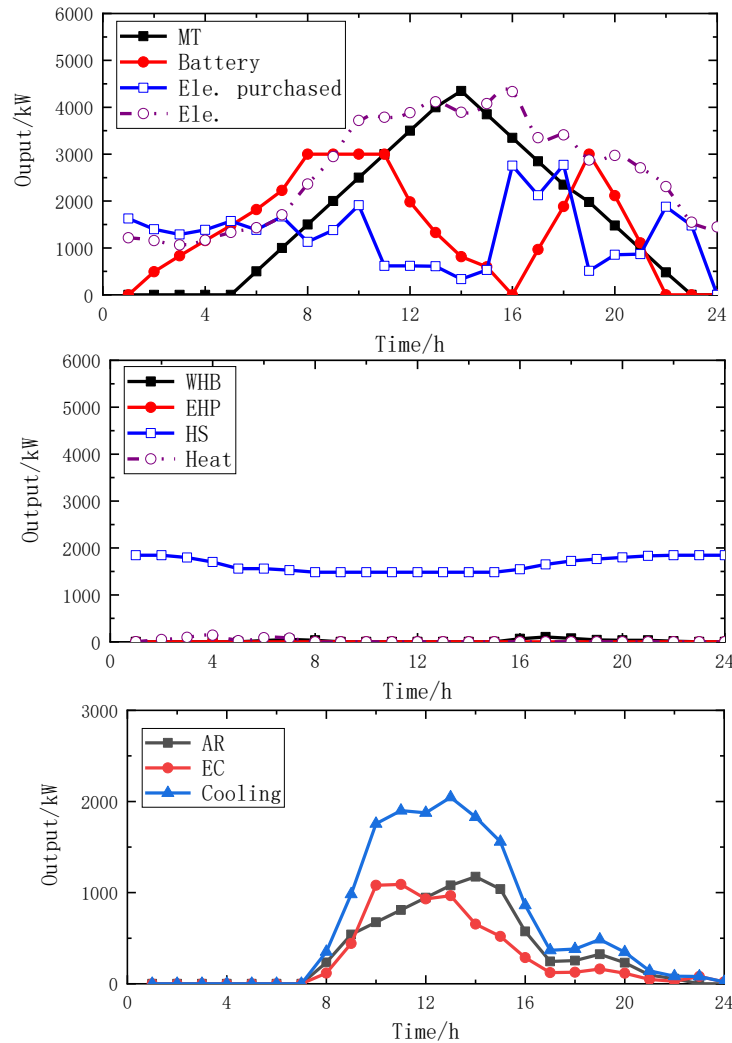 6000
5000
4000
3000
2000
1000
0
Ouput/kW
MT
Battery
Ele. purchased
Ele.
0 4 8 12 16 20 24
Time/h
6000
5000
4000
3000
2000
1000
0
Output/kW
WHB
EHP
HS
Heat
0 4 8 12 16 20 24
Time/h
3000
2000
1000
0
Output/kW
AR
EC
Cooling
0 4 8 12 16 20 24
Time/h